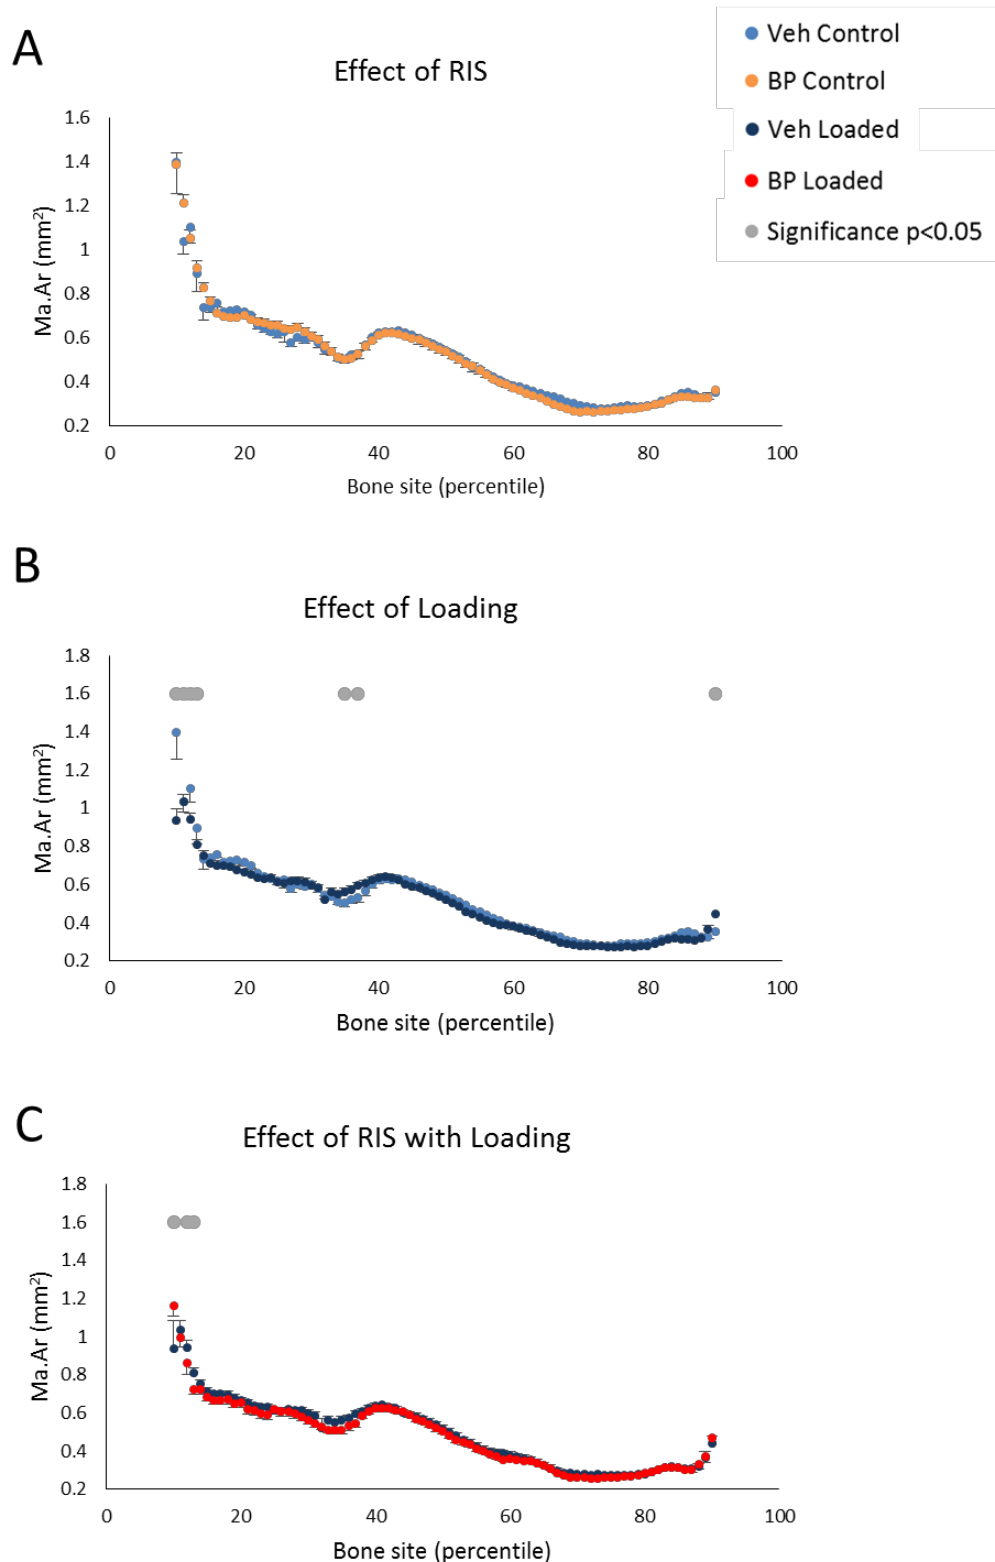 A
Effect of RIS
Veh Control
BP Control
Veh Loaded
BP Loaded
Significance p<0.05
Ma.Ar (mm²)
1.6
1.4
1.2
1
0.8
0.6
0.4
0.2
0 20 40 60 80 100
Bone site (percentile)
B
Effect of Loading
Ma.Ar (mm²)
1.8
1.6
1.4
1.2
1
0.8
0.6
0.4
0.2
0 20 40 60 80 100
Bone site (percentile)
C
Effect of RIS with Loading
Ma.Ar (mm²)
1.8
1.6
1.4
1.2
1
0.8
0.6
0.4
0.2
0 20 40 60 80 100
Bone site (percentile)